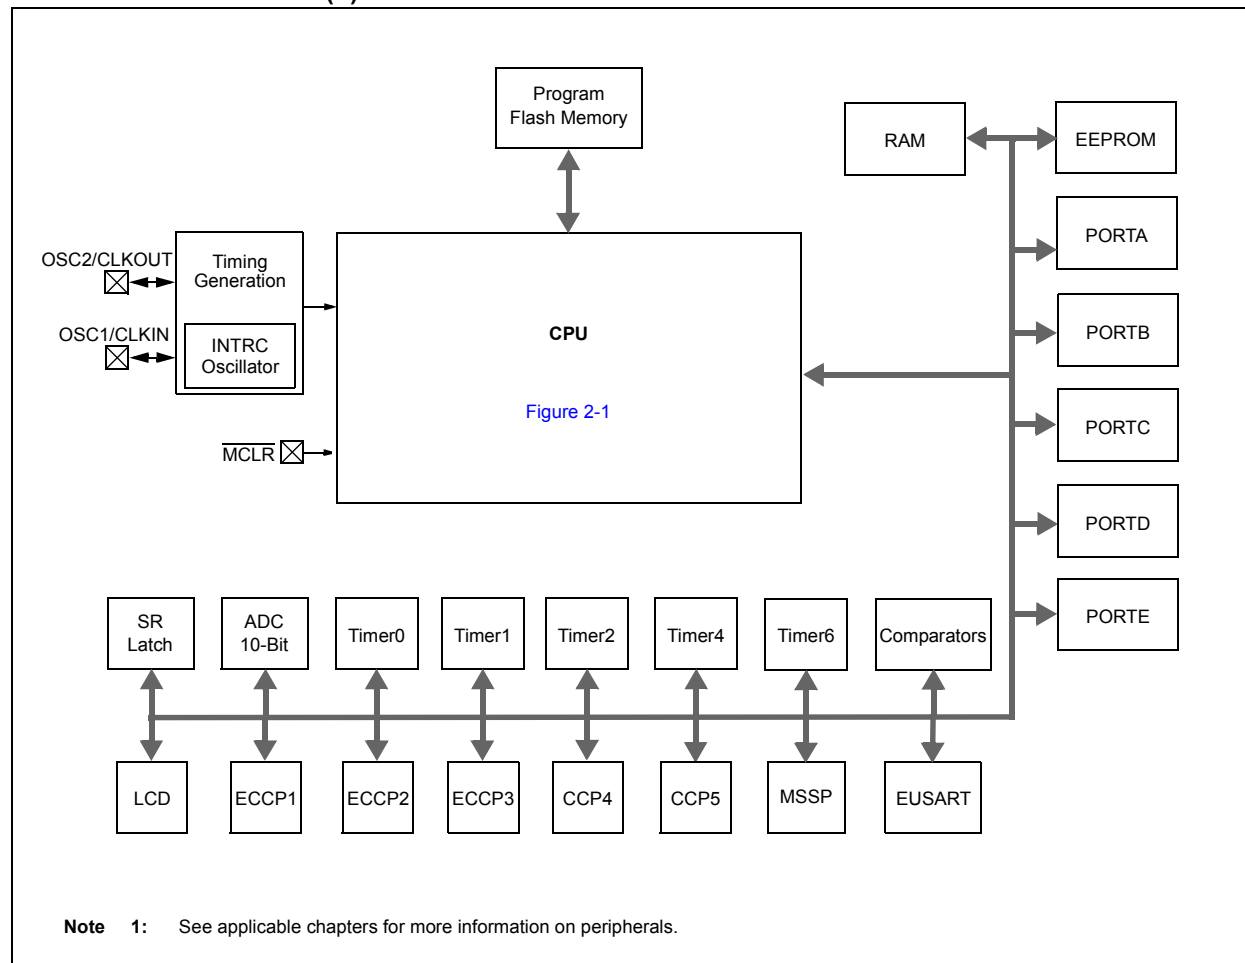 Program
Flash Memory
RAM
EEPROM
PORTA
OSC2/CLKOUT
Timing
Generation
OSC1/CLKIN
INTRC
Oscillator
CPU
PORTB
Figure 2-1
PORTC
MCLR
PORTD
PORTE
SR
Latch
ADC
10-Bit
Timer0
Timer1
Timer2
Timer4
Timer6
Comparators
LCD
ECCP1
ECCP2
ECCP3
CCP4
CCP5
MSSP
EUSART
Note 1: See applicable chapters for more information on peripherals.